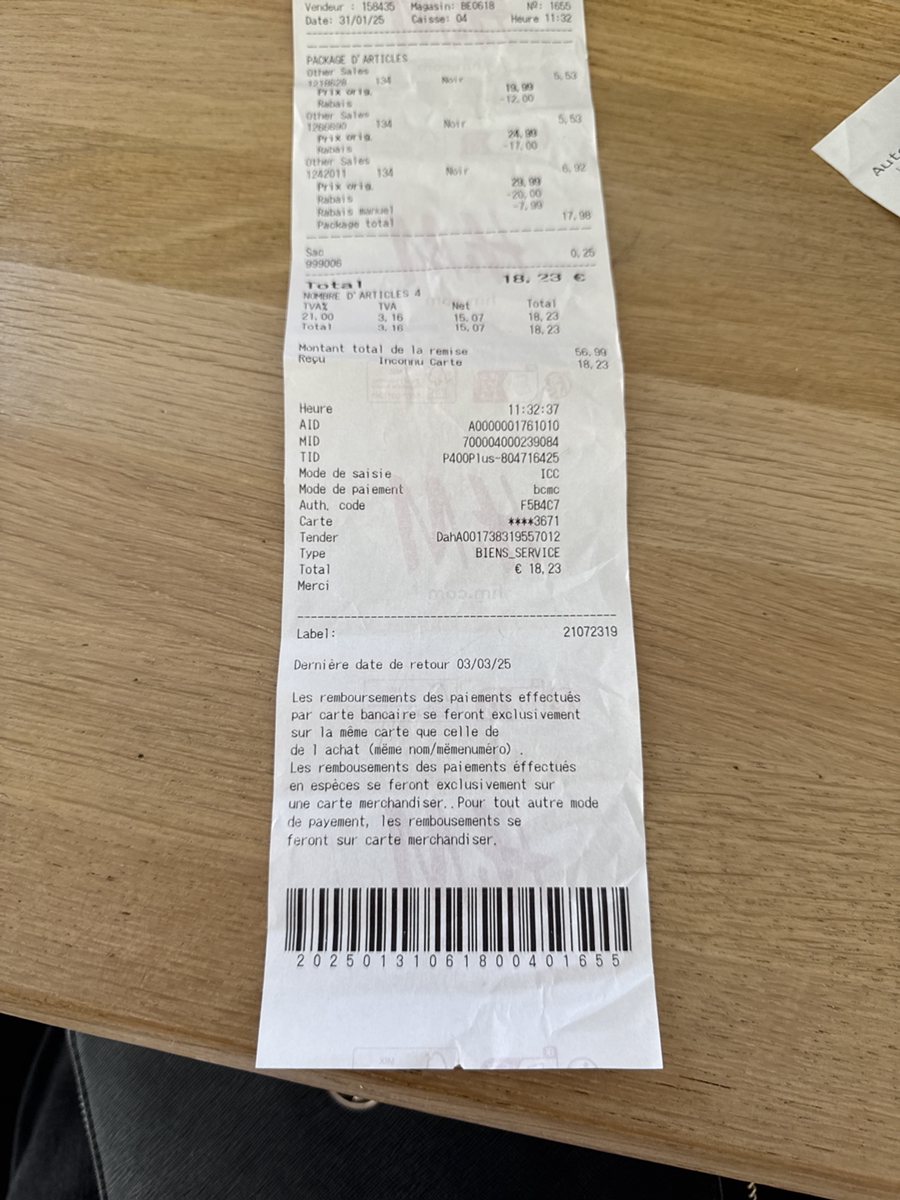 Vendeur : 158435 Magasin: BE0618 Nº: 1655
Date: 31/01/25 Caisse: 04 Heure 11:32
PACKAGE D'ARTICLES
Other Sales 5,53
1218628 134 Noir
Prix orig. 19,99
Rabais -12,00
Other Sales 5,53
134 Noir
Prix orig. 24,99
Rabais -17,00
Other Sales 6,92
1242011 134 Noir
Prix orig. 29,99
Rabais -20,00
Rabais manuel -7,99
Package total 17,98
Sac 0,25
999006
Total 18,23 €
NOMBRE D'ARTICLES 4
TVA% TVA Net Total
21,00 3,16 15,07 18,23
Total 3,16 15,07 18,23
Montant total de la remise 56,99
Reçu Inconnu Carte 18,23
Heure 11:32:37
AID A0000001761010
MID 700004000239084
TID P400Plus-804716425
Mode de saisie ICC
Mode de paiement bcmc
Auth. code F5B4C7
Carte ****3671
Tender DahA001738319557012
Type BIENS_SERVICE
Total € 18,23
Merci
Label: 21072319
Dernière date de retour 03/03/25
Les remboursements des paiements effectués
par carte bancaire se feront exclusivement
sur la même carte que celle de
de l achat (même nom/mêmenuméro) .
Les rembousements des paiements éffectués
en espèces se feront exclusivement sur
une carte merchandiser..Pour tout autre mode
de payement, les rembousements se
feront sur carte merchandiser.
20250131061800401655